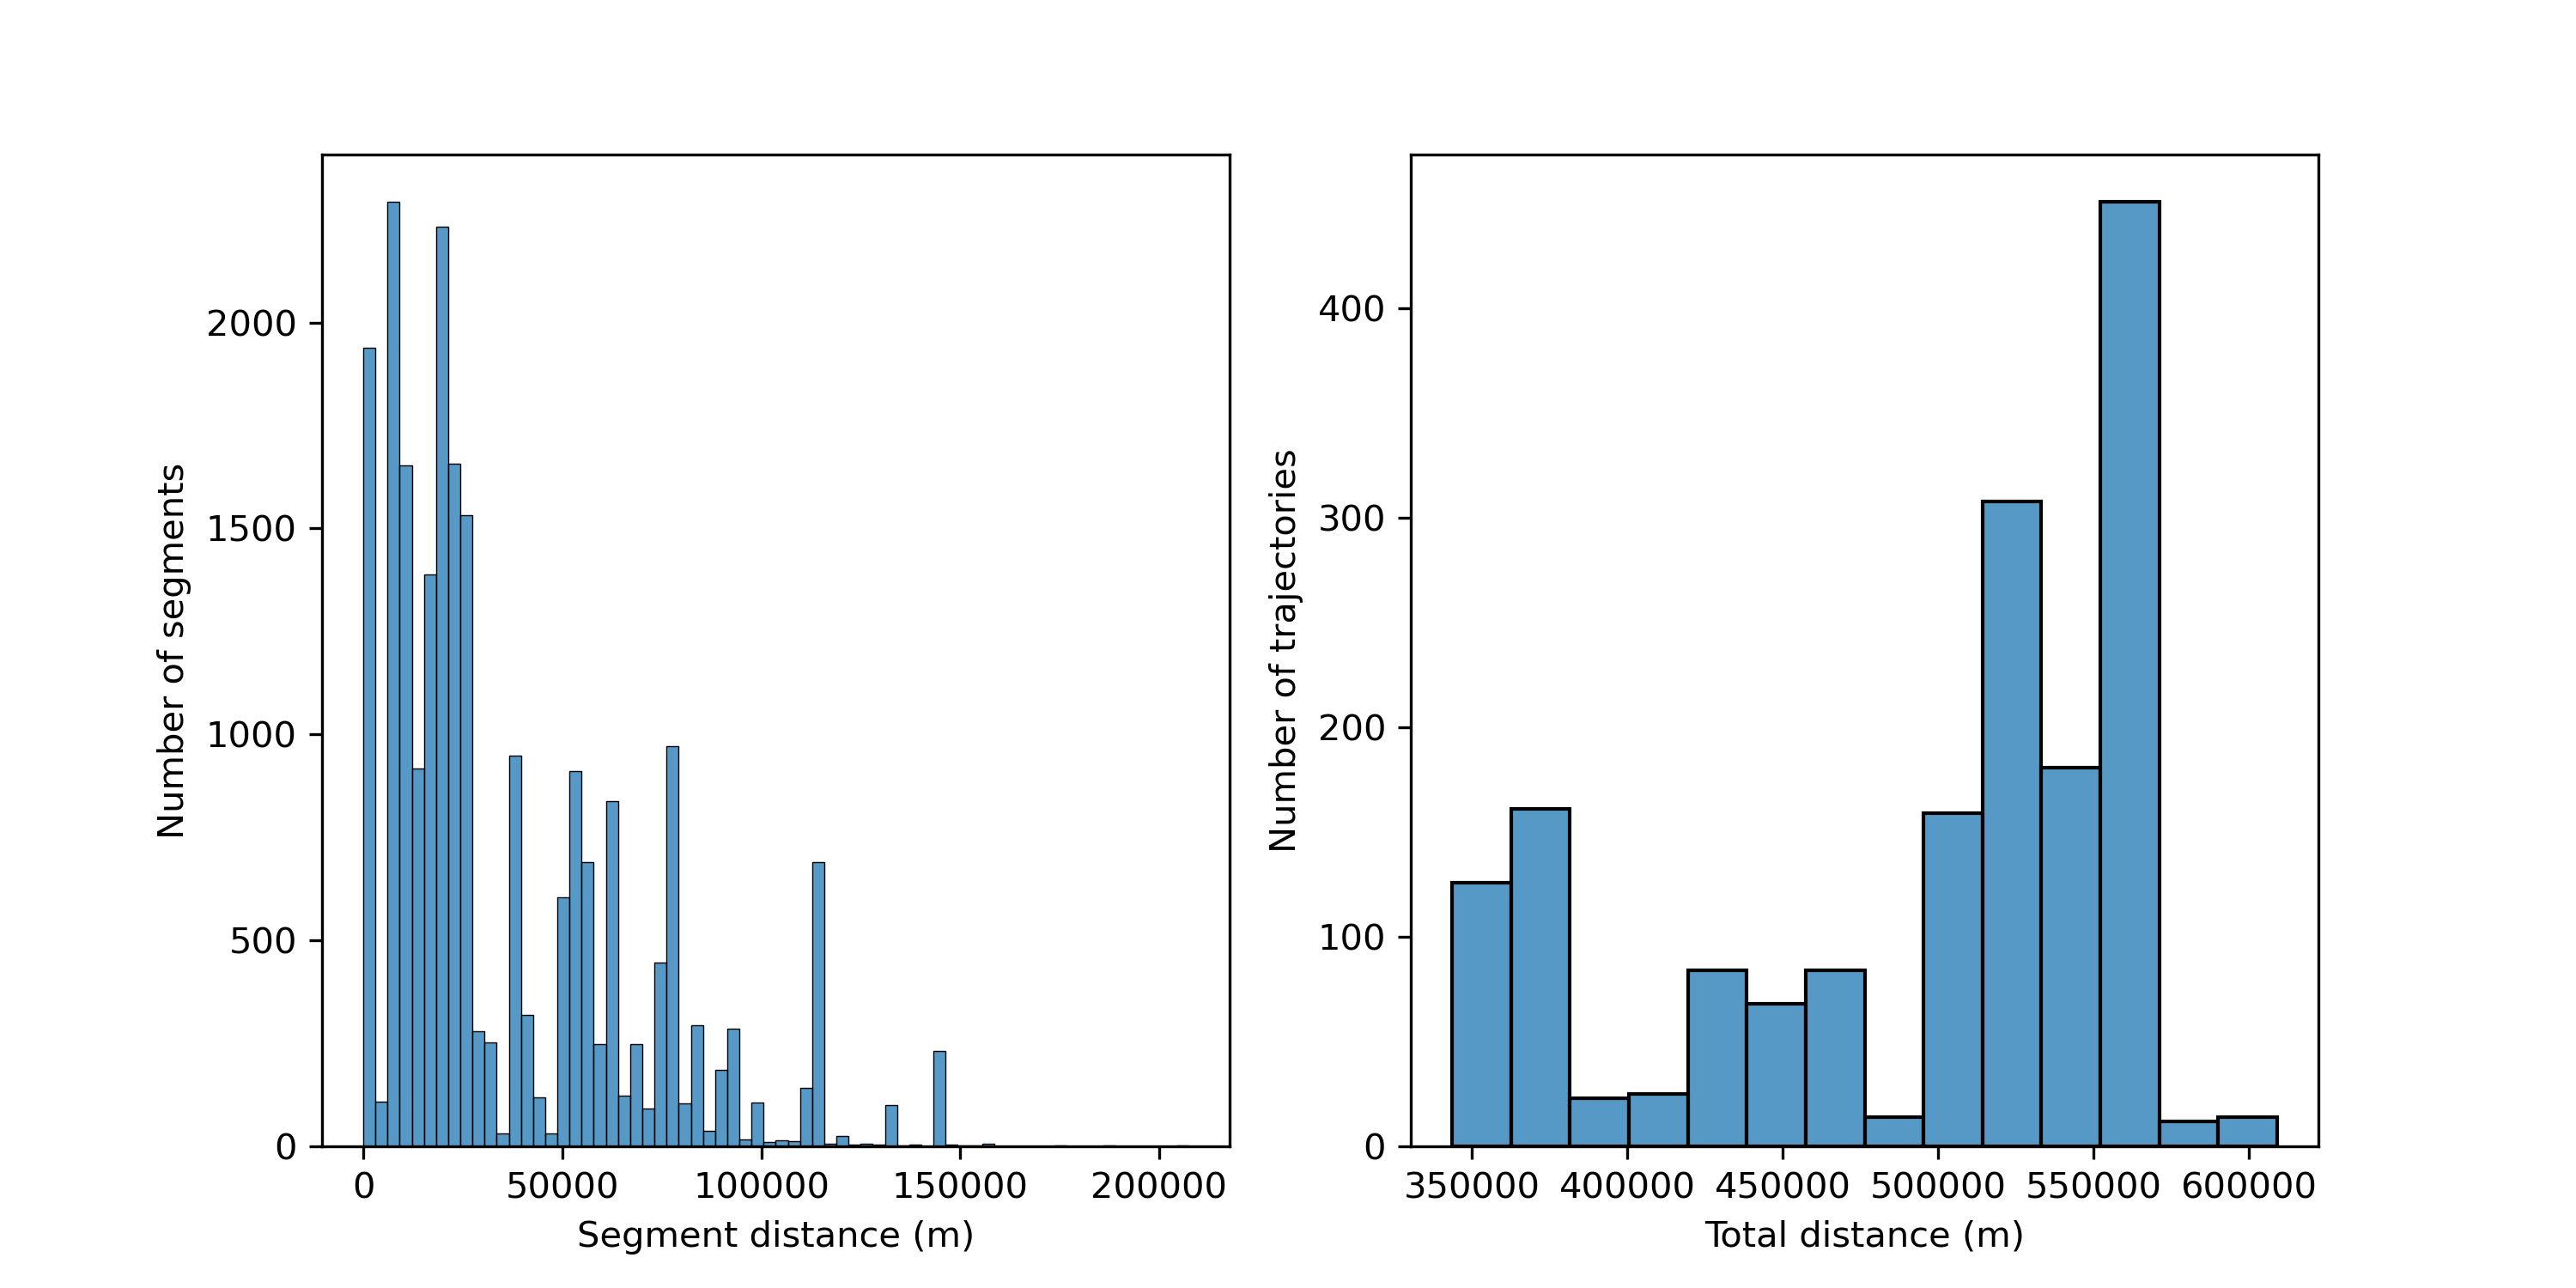 Number of segments
2000
1500
1000
500
0
0 50000 100000 150000 200000
Segment distance (m)
Number of trajectories
400
300
200
100
0
350000 400000 450000 500000 550000 600000
Total distance (m)